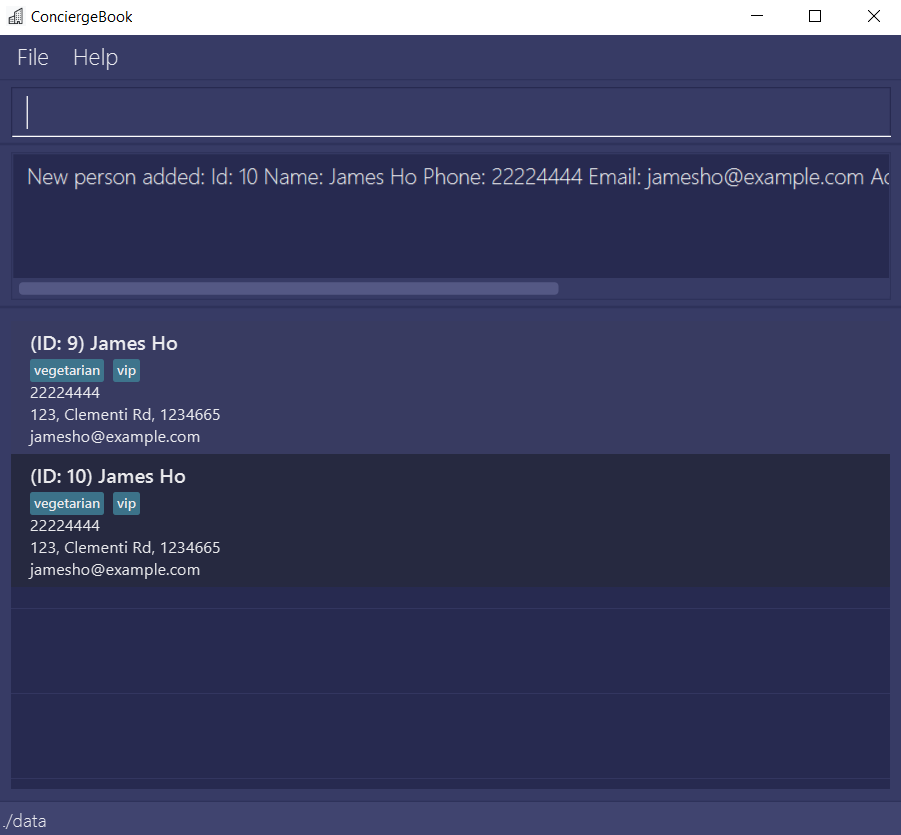 ConciergeBook
File Help
New person added: Id: 10 Name: James Ho Phone: 22224444 Email: jamesho@example.com
(ID: 9) James Ho
vegetarian vip
22224444
123, Clementi Rd, 1234665
jamesho@example.com
(ID: 10) James Ho
vegetarian vip
22224444
123, Clementi Rd, 1234665
jamesho@example.com
./data